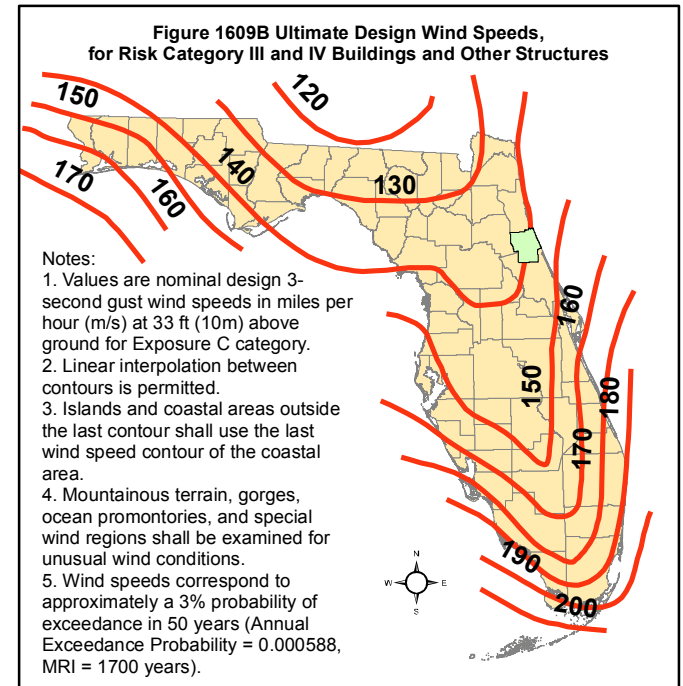 Figure 1609B Ultimate Design Wind Speeds,
for Risk Category III and IV Buildings and Other Structures
120
150
140
130
170
160
Notes:
1. Values are nominal design 3-
second gust wind speeds in miles per
hour (m/s) at 33 ft (10m) above
ground for Exposure C category.
2. Linear interpolation between
contours is permitted.
3. Islands and coastal areas outside
the last contour shall use the last
wind speed contour of the coastal
area.
4. Mountainous terrain, gorges,
ocean promontories, and special
wind regions shall be examined for
unusual wind conditions.
5. Wind speeds correspond to
approximately a 3% probability of
exceedance in 50 years (Annual
Exceedance Probability = 0.000588,
MRI = 1700 years).
160
150
180
170
190
200
N
W E
S